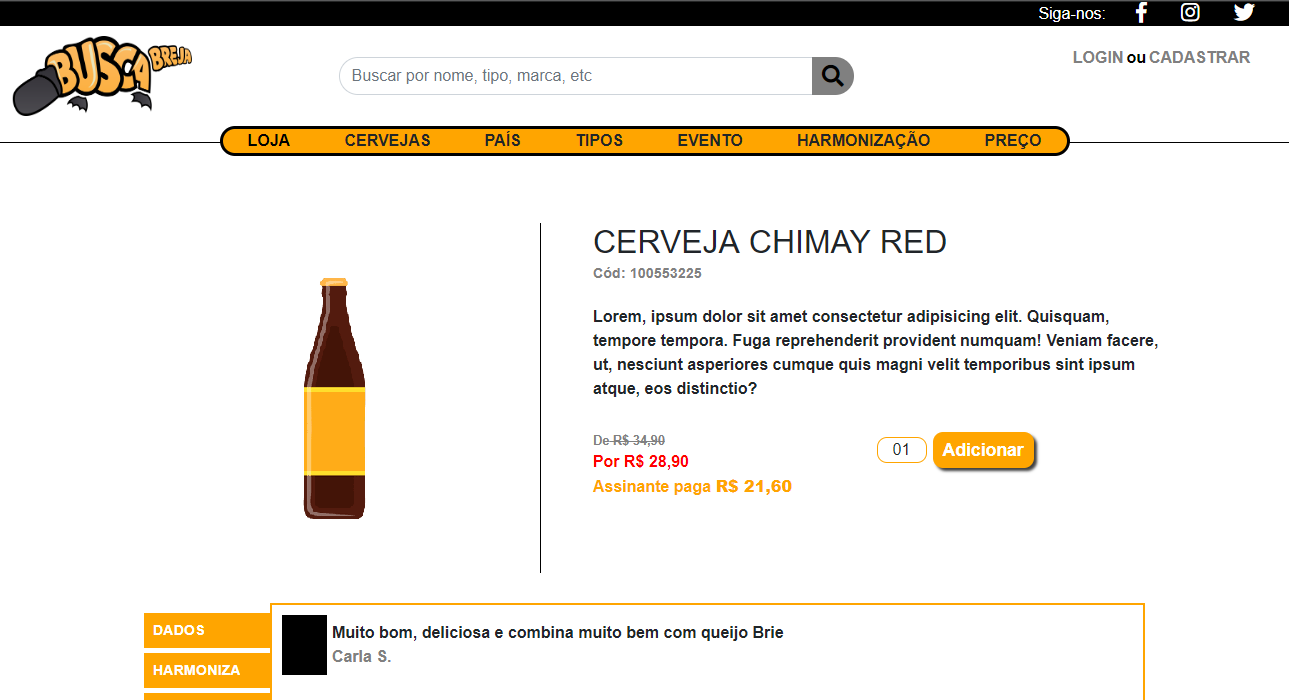 Siga-nos:
BUSCA BREJA
Buscar por nome, tipo, marca, etc
LOGIN ou CADASTRAR
LOJA CERVEJAS PAÍS TIPOS EVENTO HARMONIZAÇÃO PREÇO
CERVEJA CHIMAY RED
Cód: 100553225
Lorem, ipsum dolor sit amet consectetur adipisicing elit. Quisquam,
tempore tempora. Fuga reprehenderit provident numquam! Veniam facere,
ut, nesciunt asperiores cumque quis magni velit temporibus sint ipsum
atque, eos distinctio?
De R$ 34,90
Por R$ 28,90
Assinante paga R$ 21,60
01 Adicionar
DADOS
HARMONIZA
Muito bom, deliciosa e combina muito bem com queijo Brie
Carla S.